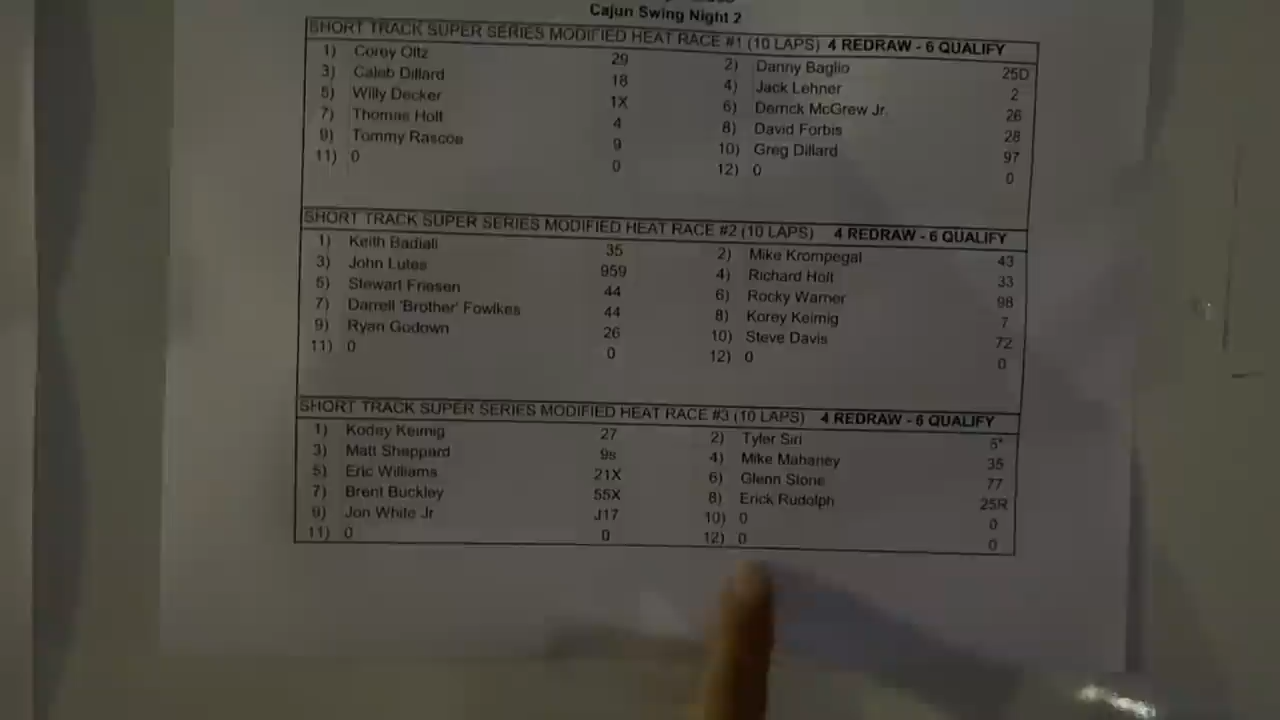 Cajun Swing Night 2
SHORT TRACK SUPER SERIES MODIFIED HEAT RACE #1 (10 LAPS) 4 REDRAW - 6 QUALIFY
1) Corey Oitz 29 2) Danny Baglio 25D
3) Caleb Dillard 18 4) Jack Lehner 2
5) Willy Decker 1X 6) Derrick McGrew Jr. 26
7) Thomas Holt 4 8) David Forbis 28
9) Tommy Rascoe 9 10) Greg Dillard 97
11) 0 0 12) 0 0
SHORT TRACK SUPER SERIES MODIFIED HEAT RACE #2 (10 LAPS) 4 REDRAW - 6 QUALIFY
1) Keith Badiali 35 2) Mike Krompegal 43
3) John Lutes 959 4) Richard Holt 33
5) Stewart Friesen 44 6) Rocky Warner 98
7) Darrell 'Brother' Fowlkes 44 8) Korey Keimig 7
9) Ryan Godown 26 10) Steve Davis 72
11) 0 0 12) 0 0
SHORT TRACK SUPER SERIES MODIFIED HEAT RACE #3 (10 LAPS) 4 REDRAW - 6 QUALIFY
1) Kodey Keimig 27 2) Tyler Siri 5*
3) Matt Sheppard 9s 4) Mike Mahaney 35
5) Eric Williams 21X 6) Glenn Stone 77
7) Brent Buckley 55X 8) Erick Rudolph 25R
9) Jon White Jr J17 10) 0 0
11) 0 0 12) 0 0